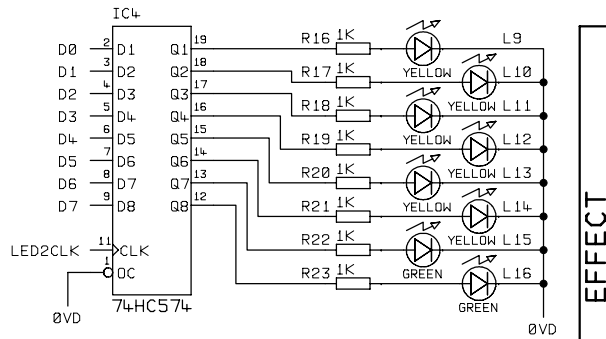 IC4
D0 2 D1 Q1 19 R16 1K L9
YELLOW
D1 3 D2 Q2 18 R17 1K L10
YELLOW
D2 4 D3 Q3 17 R18 1K L11
YELLOW
D3 5 D4 Q4 16 R19 1K L12
YELLOW
D4 6 D5 Q5 15 R20 1K L13
YELLOW
D5 7 D6 Q6 14 R21 1K L14
YELLOW
D6 8 D7 Q7 13 R22 1K L15
GREEN
D7 9 D8 Q8 12 R23 1K L16
GREEN
LED2CLK 11 CLK
1 OC
74HC574
0VD
0VD
EFFECT